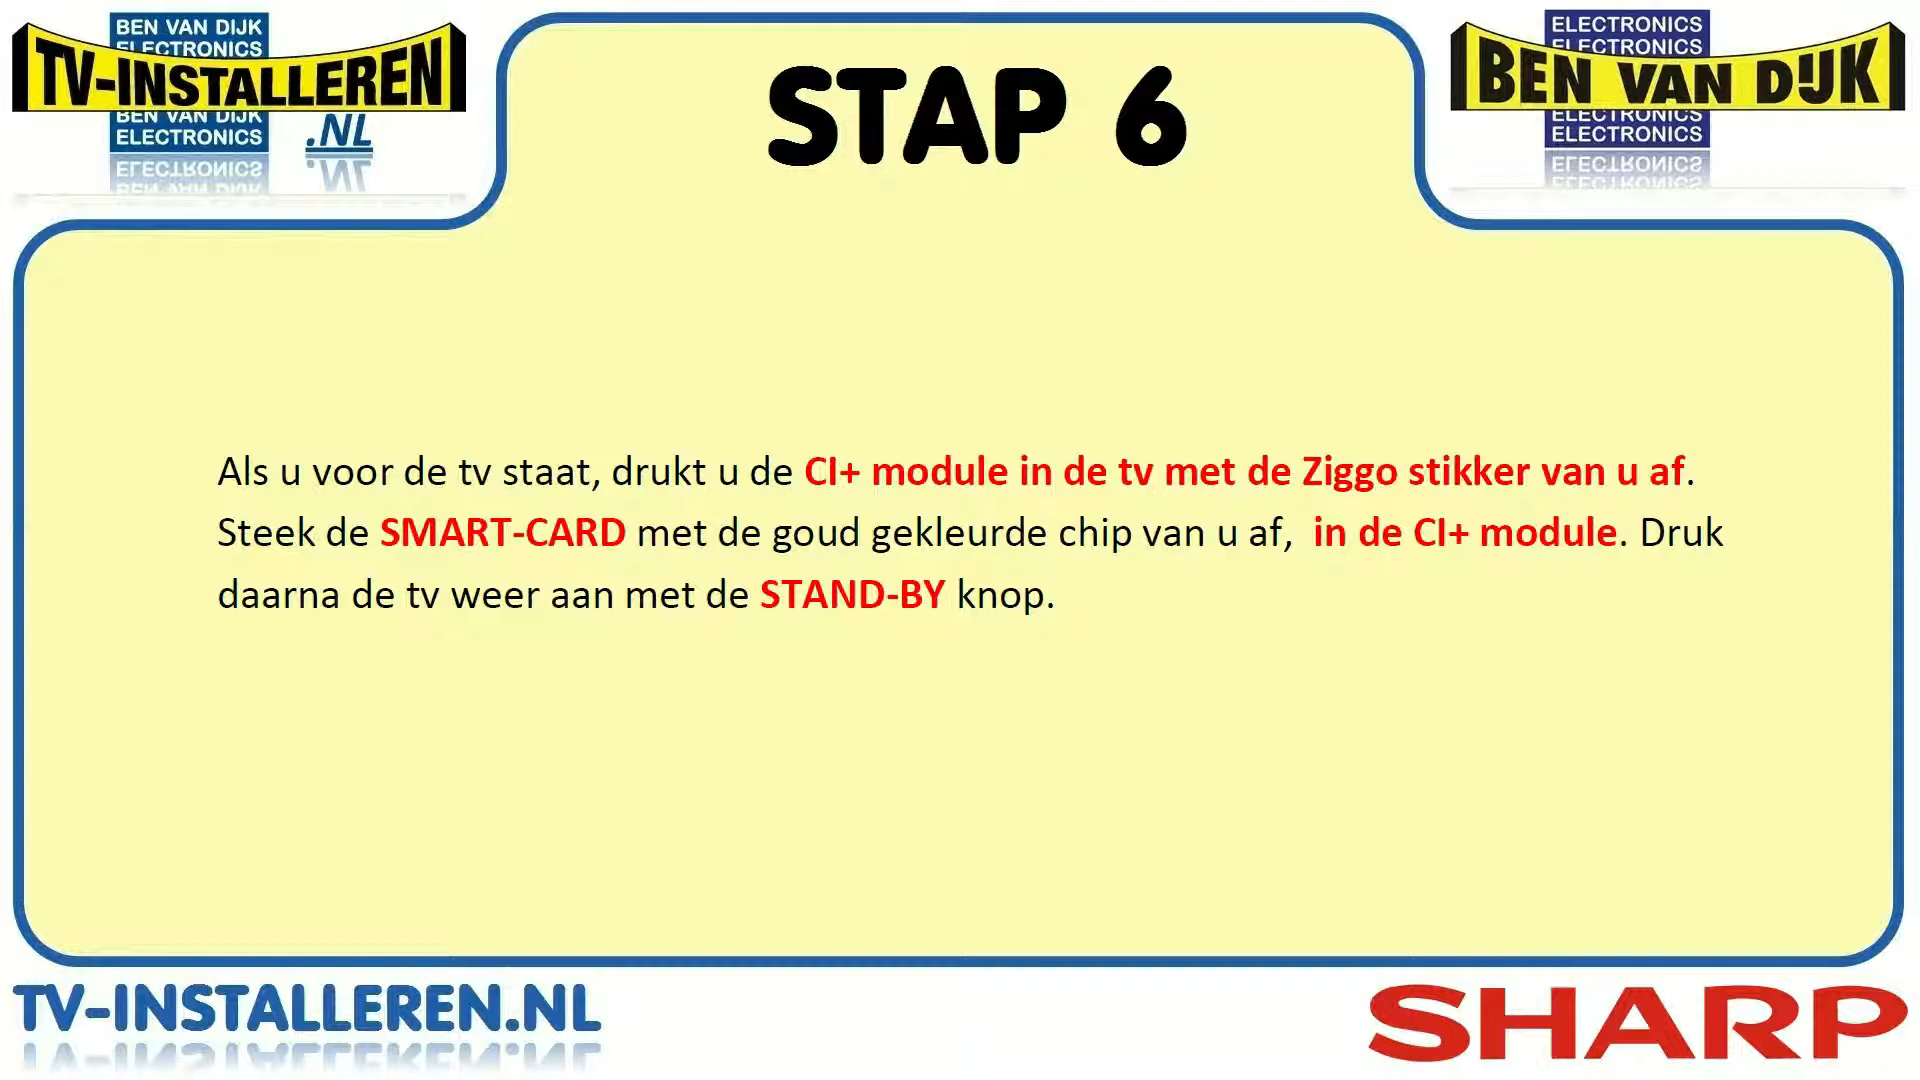 BEN VAN DIJK
ELECTRONICS
TV-INSTALLEREN
BEN VAN DIJK
ELECTRONICS
.NL
STAP 6
ELECTRONICS
ELECTRONICS
BEN VAN DIJK
ELECTRONICS
ELECTRONICS
Als u voor de tv staat, drukt u de CI+ module in de tv met de Ziggo stikker van u af.
Steek de SMART-CARD met de goud gekleurde chip van u af, in de CI+ module. Druk
daarna de tv weer aan met de STAND-BY knop.
TV-INSTALLEREN.NL
SHARP